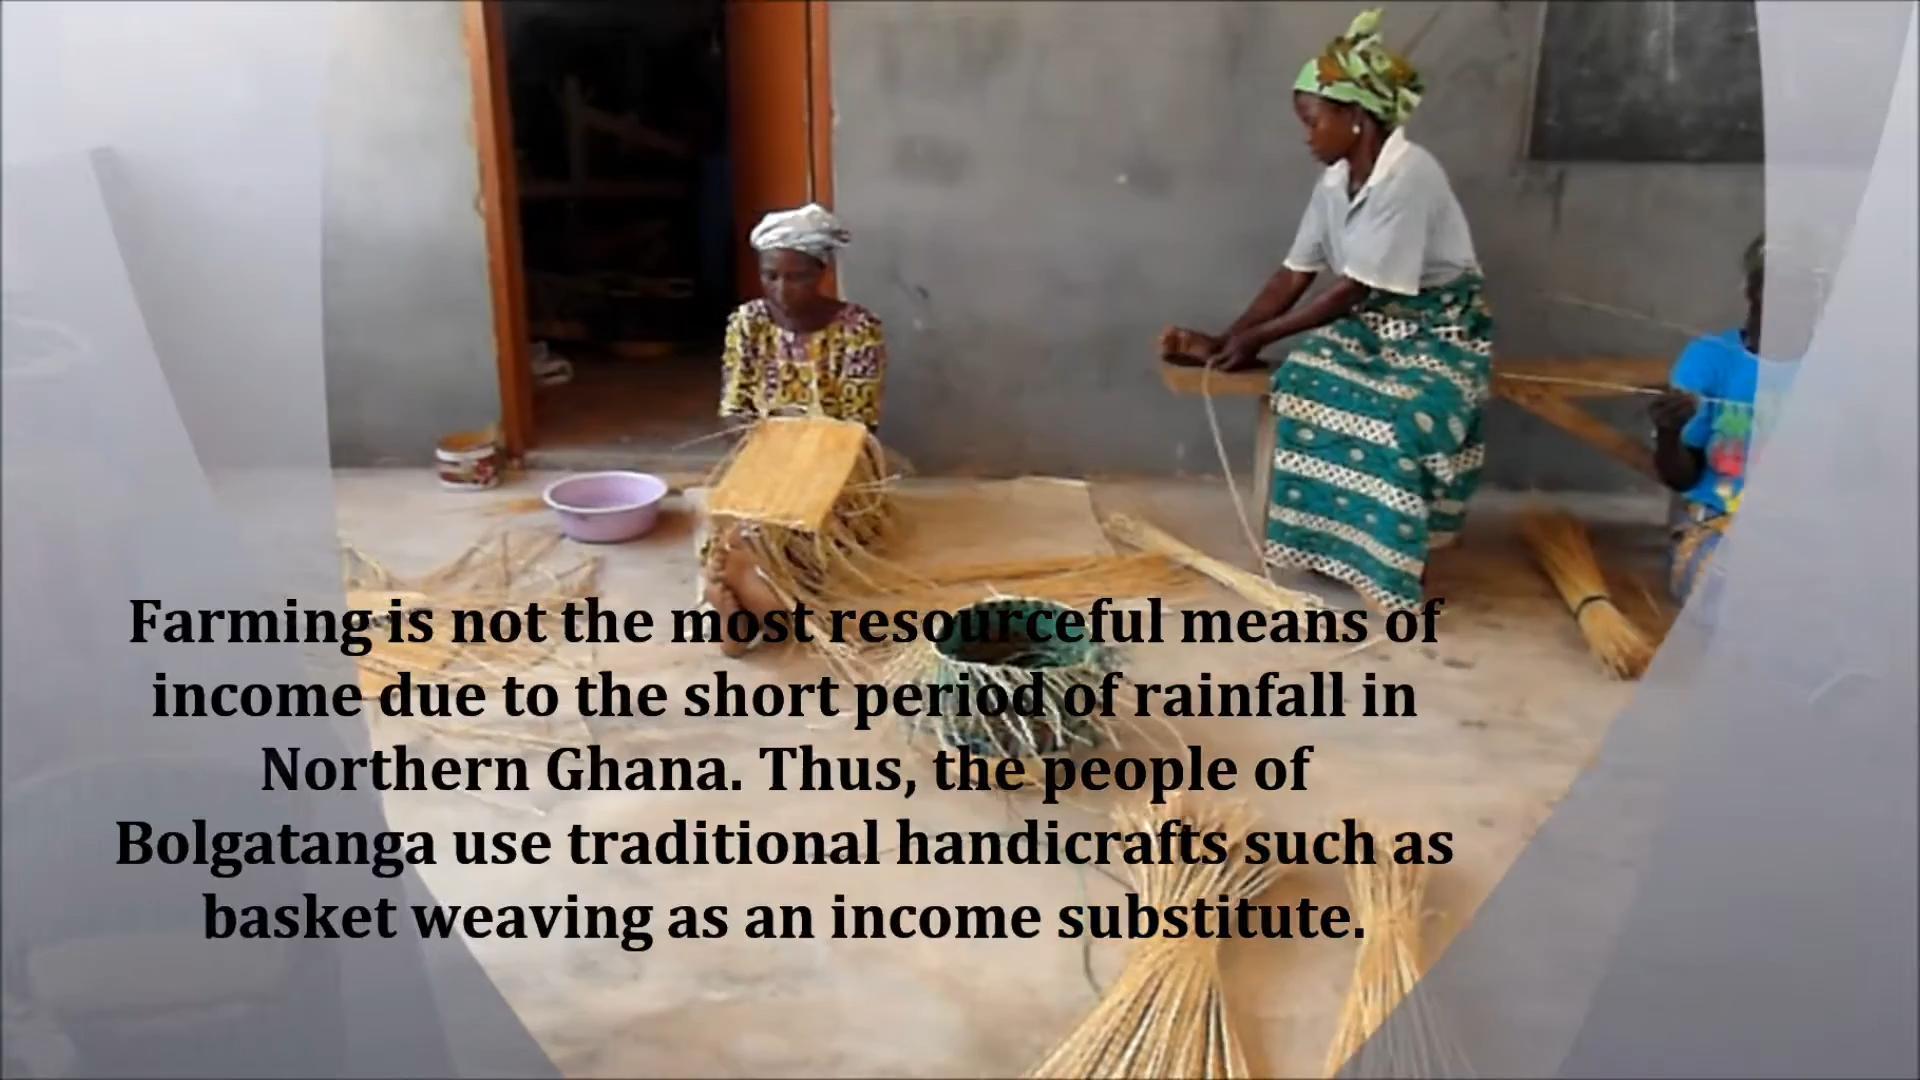 Farming is not the most resourceful means of
income due to the short period of rainfall in
Northern Ghana. Thus, the people of
Bolgatanga use traditional handicrafts such as
basket weaving as an income substitute.